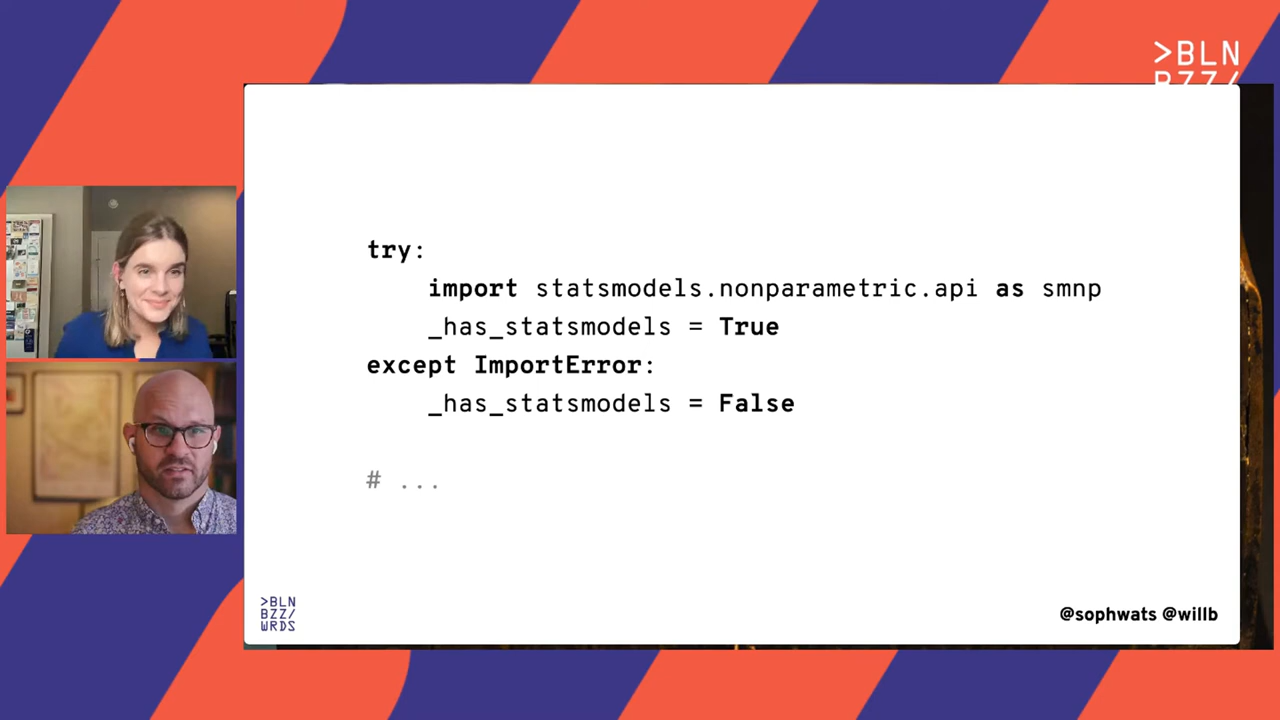 >BLN
BZZ/
try:
    import statsmodels.nonparametric.api as smnp
    _has_statsmodels = True
except ImportError:
    _has_statsmodels = False
# ...
>BLN
BZZ/
WRDS
@sophwats @willb